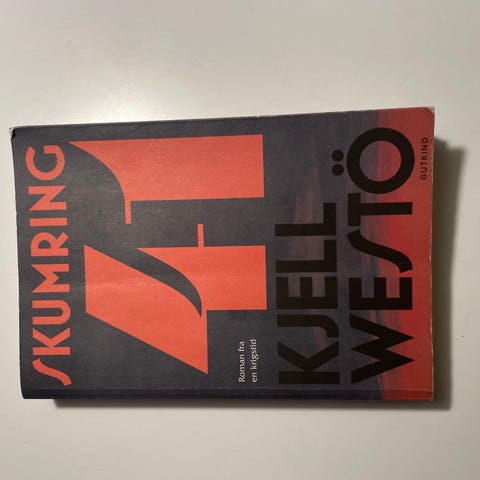 SKUMRING
41
Roman fra
en krigstid
KJELL
WESTÖ
GUTKIND